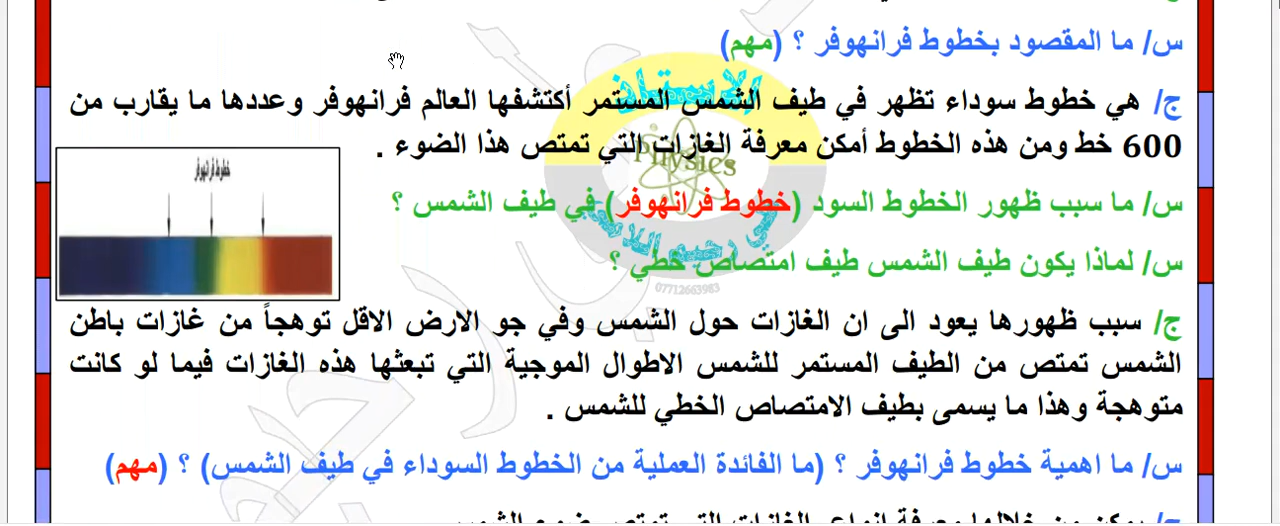 س/ ما المقصود بخطوط فرانهوفر ؟ (مهم)
ج/ هي خطوط سوداء تظهر في طيف الشمس المستمر أكتشفها العالم فرانهوفر وعددها ما يقارب من
600 خط ومن هذه الخطوط أمكن معرفة الغازات التي تمتص هذا الضوء .
خطوط فرانهوفر
س/ ما سبب ظهور الخطوط السود (خطوط فرانهوفر) في طيف الشمس ؟
س/ لماذا يكون طيف الشمس طيف امتصاص خطي ؟
ج/ سبب ظهورها يعود الى ان الغازات حول الشمس وفي جو الارض الاقل توهجاً من غازات باطن
الشمس تمتص من الطيف المستمر للشمس الاطوال الموجية التي تبعثها هذه الغازات فيما لو كانت
متوهجة وهذا ما يسمى بطيف الامتصاص الخطي للشمس .
س/ ما اهمية خطوط فرانهوفر ؟ (ما الفائدة العملية من الخطوط السوداء في طيف الشمس) ؟ (مهم)
الاستاذ
Physics
07712663983